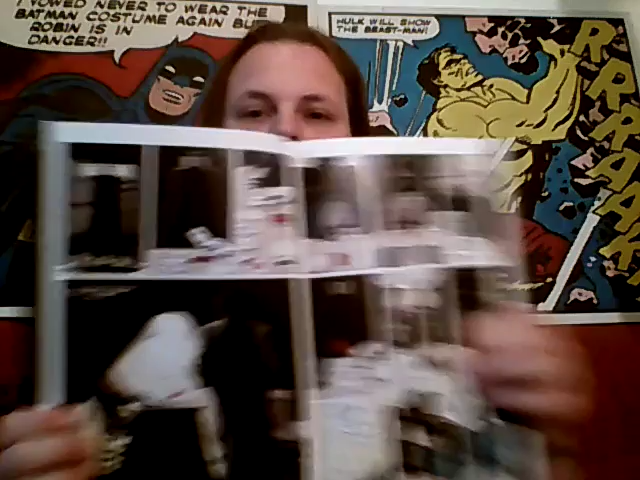 I VOWED NEVER TO WEAR THE
BATMAN COSTUME AGAIN BUT
ROBIN IS IN
DANGER!!
HULK WILL SHOW
THE BEAST-MAN!
RRRRAAK